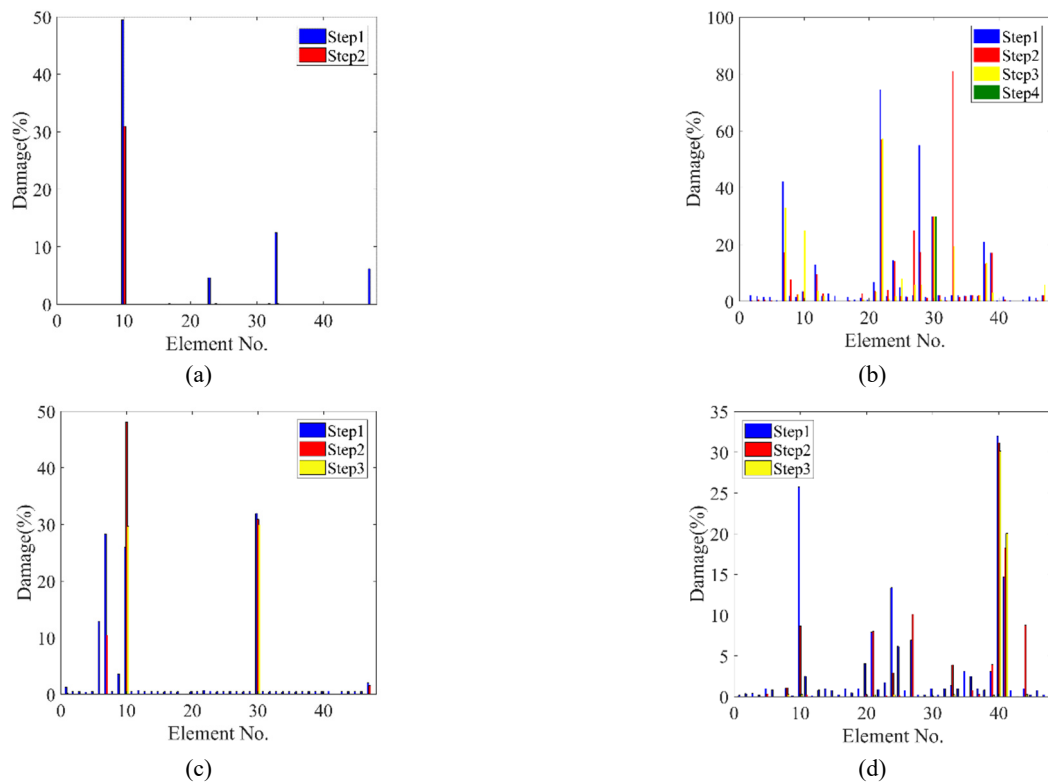 50
40
30
20
10
0
Damage(%)
Step1
Step2
0 10 20 30 40
Element No.
(a)
100
80
60
40
20
0
Damage(%)
Step1
Step2
Step3
Step4
0 10 20 30 40
Element No.
(b)
50
40
30
20
10
0
Damage(%)
Step1
Step2
Step3
0 10 20 30 40
Element No.
(c)
35
30
25
20
15
10
5
0
Damage(%)
Step1
Step2
Step3
0 10 20 30 40
Element No.
(d)